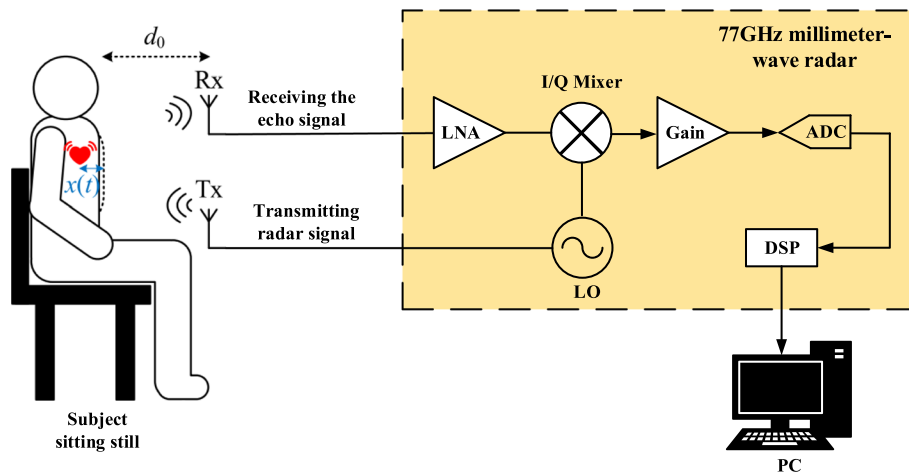 d₀
77GHz millimeter-
wave radar
Rx
Receiving the
echo signal
I/Q Mixer
LNA
Gain
ADC
x(t)
Tx
Transmitting
radar signal
LO
DSP
Subject
sitting still
PC